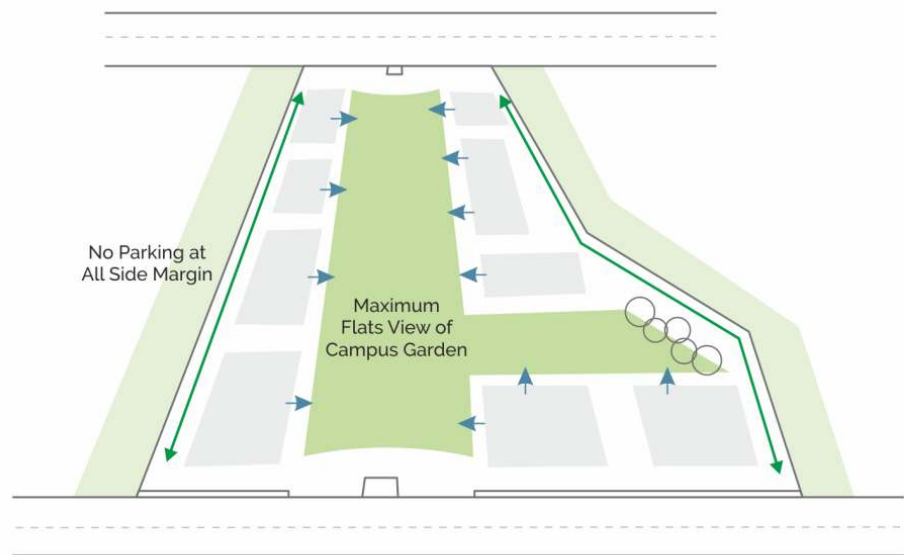 No Parking at
All Side Margin
Maximum
Flats View of
Campus Garden